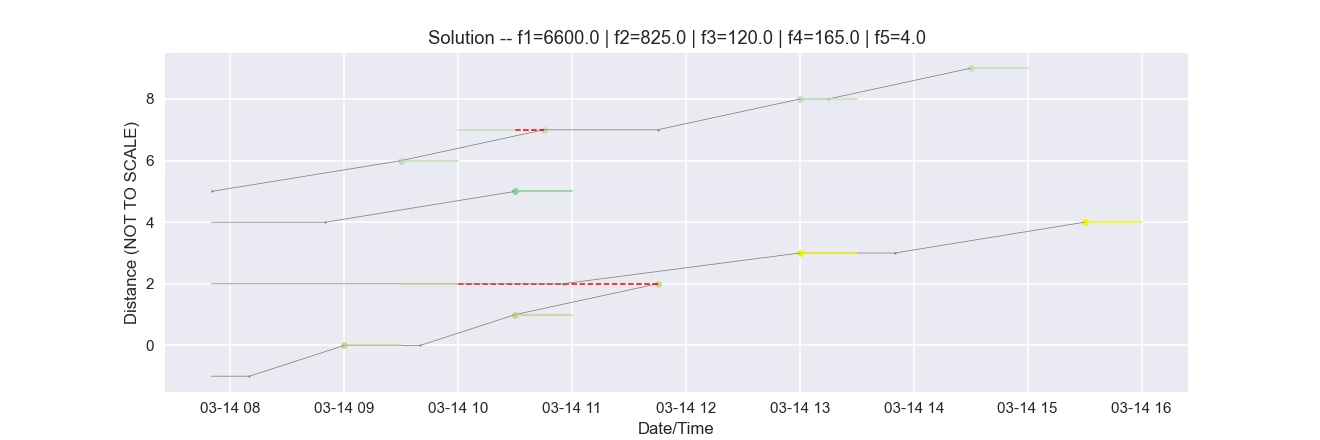 Solution -- f1=6600.0 | f2=825.0 | f3=120.0 | f4=165.0 | f5=4.0
Distance (NOT TO SCALE)
8
6
4
2
0
03-14 08 03-14 09 03-14 10 03-14 11 03-14 12 03-14 13 03-14 14 03-14 15 03-14 16
Date/Time